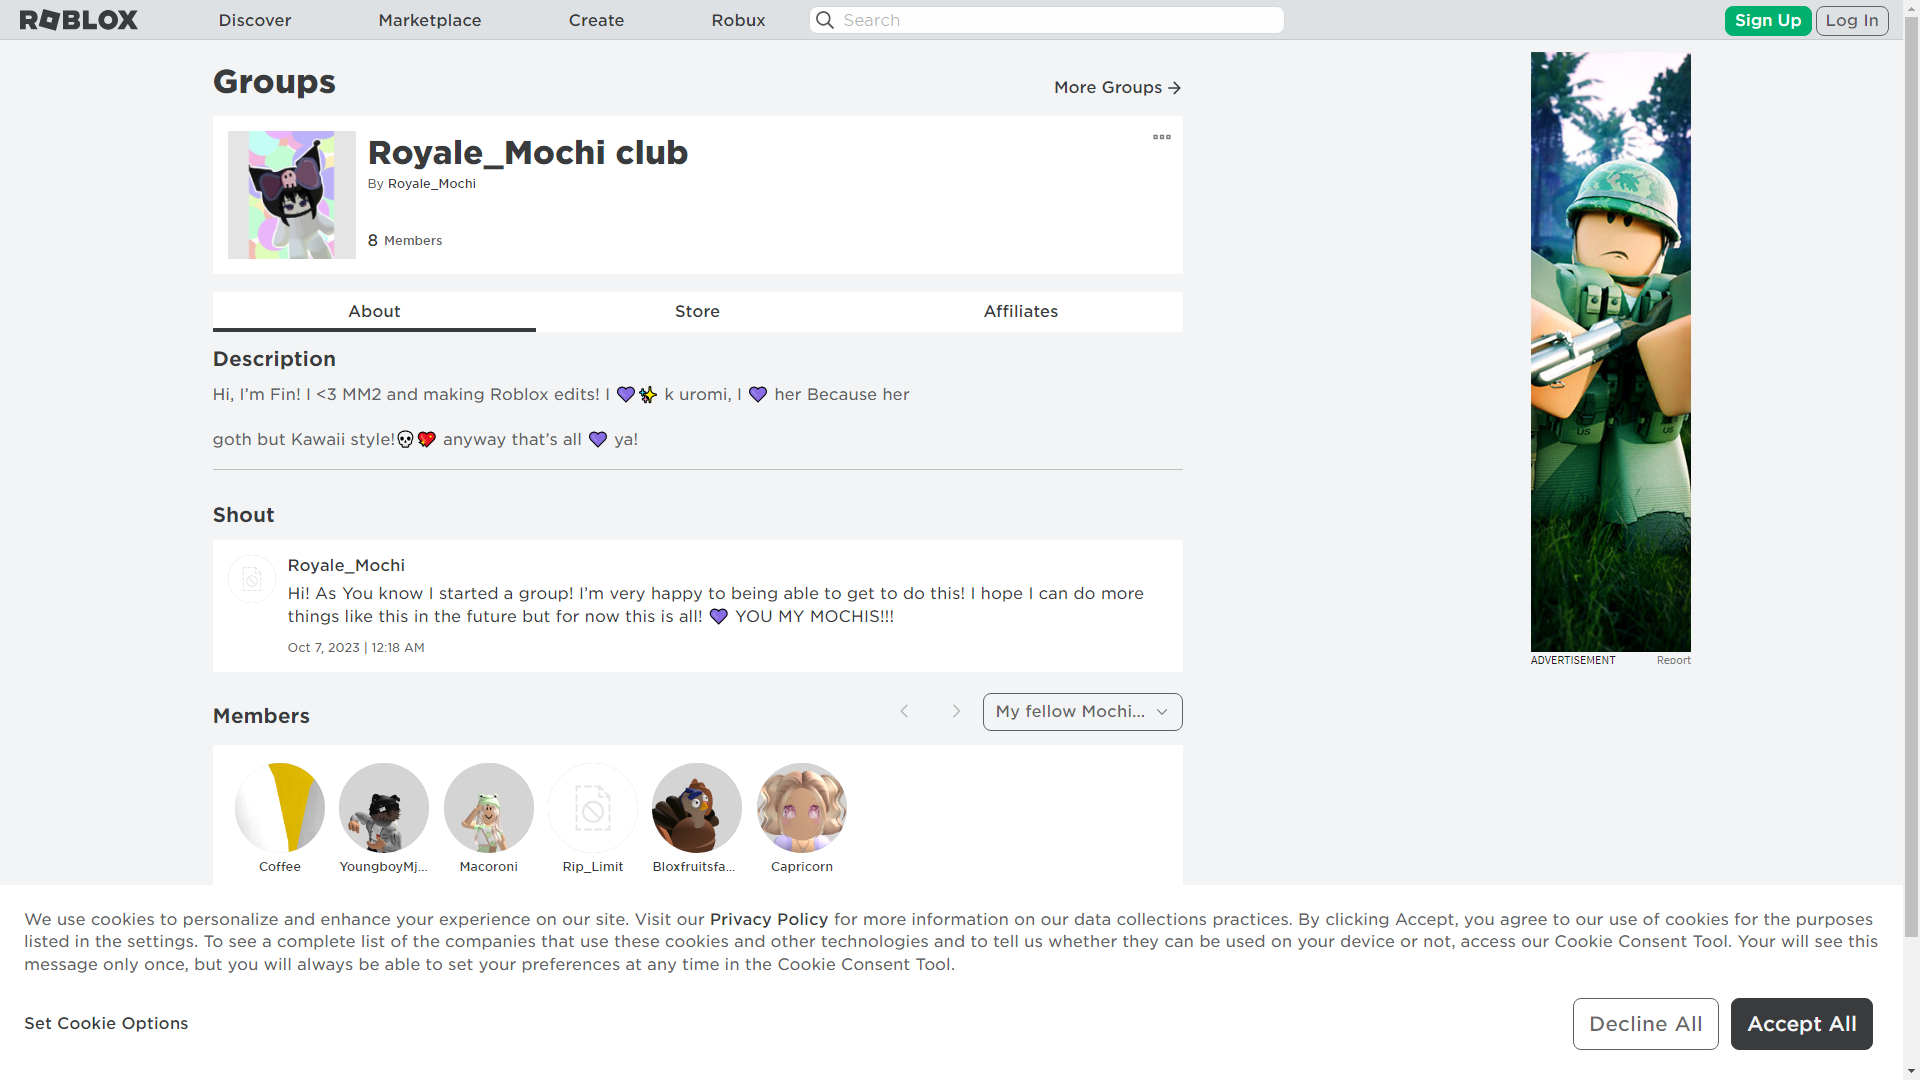 ROBLOX
Discover
Marketplace
Create
Robux
Search
Sign Up
Log In
Groups
More Groups
Royale_Mochi club
By Royale_Mochi
8 Members
About
Store
Affiliates
Description
Hi, I’m Fin! I <3 MM2 and making Roblox edits! I 💜✨ k uromi, I 💜 her Because her
goth but Kawaii style!💀💖 anyway that’s all 💜 ya!
Shout
Royale_Mochi
Hi! As You know I started a group! I’m very happy to being able to get to do this! I hope I can do more
things like this in the future but for now this is all! 💜 YOU MY MOCHIS!!!
Oct 7, 2023 | 12:18 AM
US US
ADVERTISEMENT
Report
Members
My fellow Mochi...
Coffee
YoungboyMj...
Macoroni
Rip_Limit
Bloxfruitsfa...
Capricorn
We use cookies to personalize and enhance your experience on our site. Visit our Privacy Policy for more information on our data collections practices. By clicking Accept, you agree to our use of cookies for the purposes
listed in the settings. To see a complete list of the companies that use these cookies and other technologies and to tell us whether they can be used on your device or not, access our Cookie Consent Tool. Your will see this
message only once, but you will always be able to set your preferences at any time in the Cookie Consent Tool.
Set Cookie Options
Decline All
Accept All